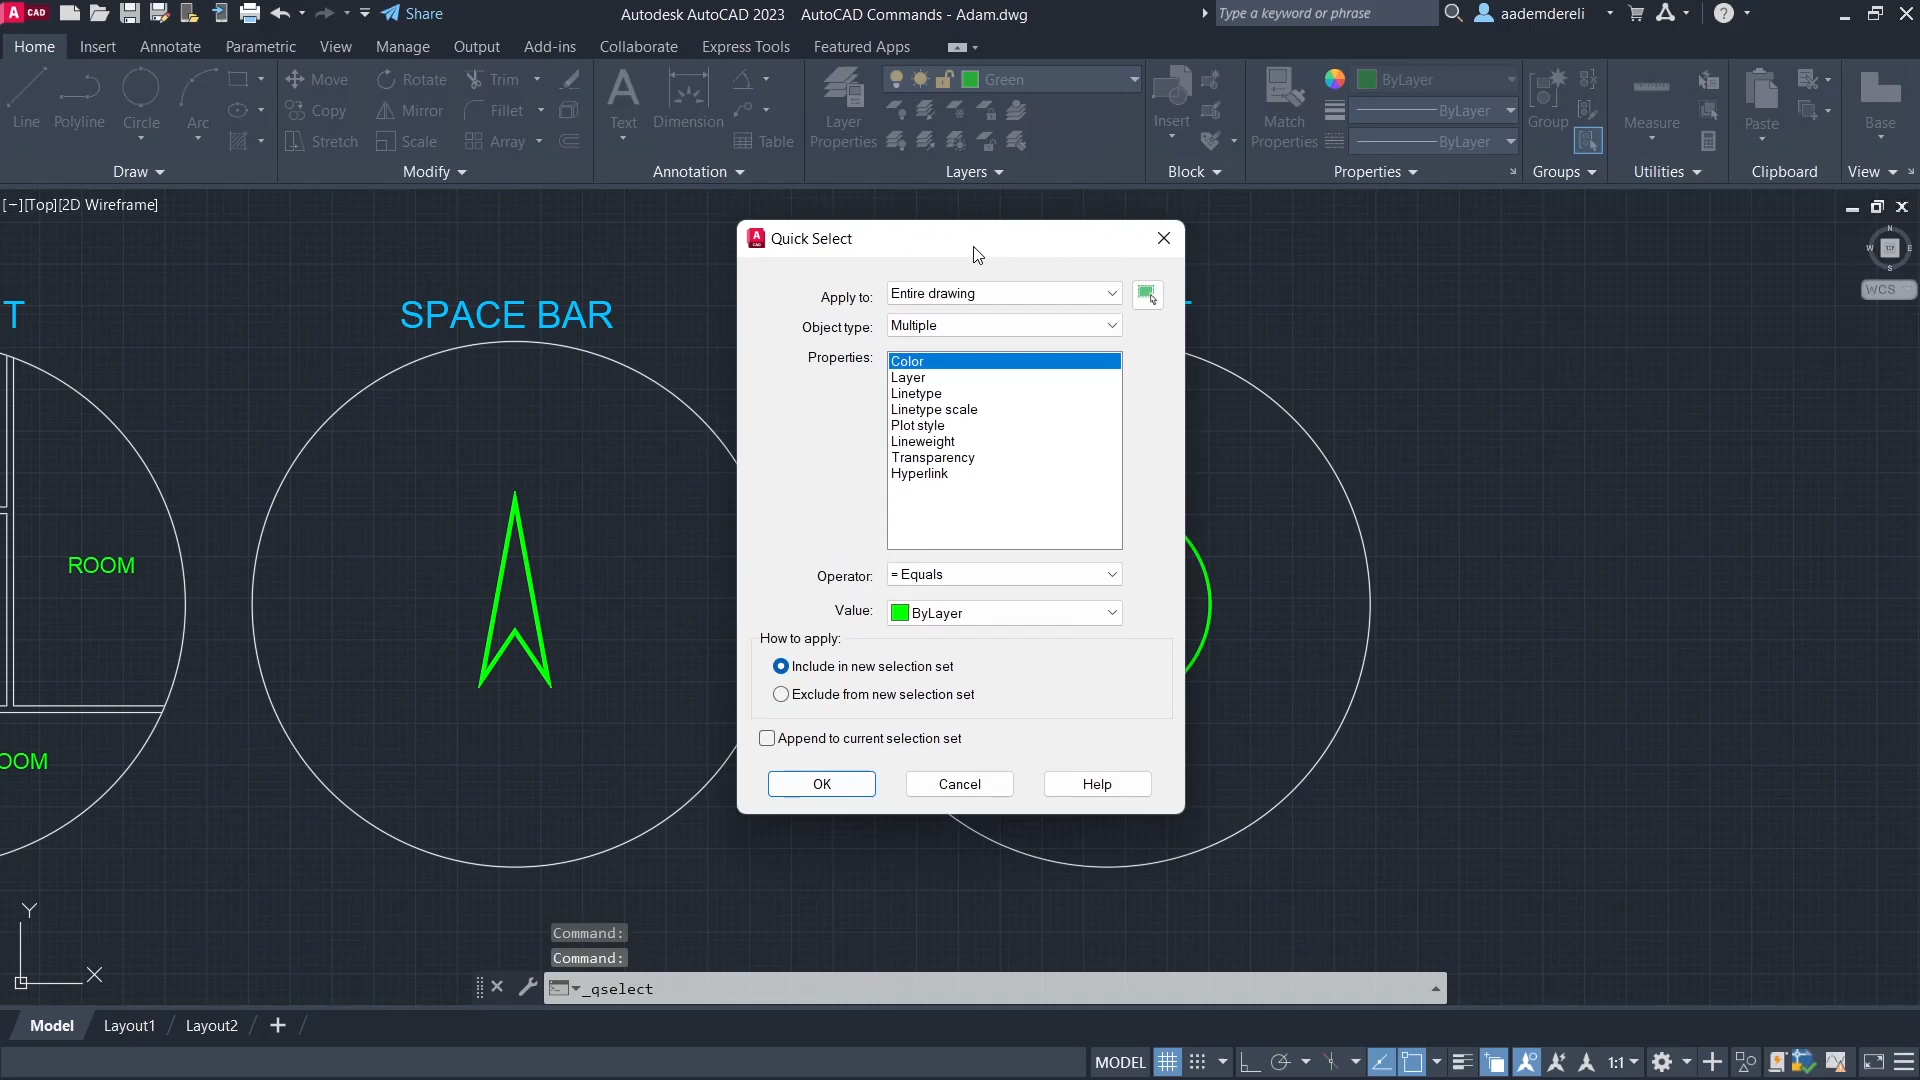 CAD Share Autodesk AutoCAD 2023 AutoCAD Commands - Adam.dwg Type a keyword or phrase aademdereli
Home Insert Annotate Parametric View Manage Output Add-ins Collaborate Express Tools Featured Apps
Line Polyline Circle Arc
Move Rotate Trim
Copy Mirror Fillet
Stretch Scale Array
Text Dimension Table
Layer Properties
Green
Insert
Match Properties
ByLayer
ByLayer
ByLayer
Group
Measure
Paste
Base
Draw Modify Annotation Layers Block Properties Groups Utilities Clipboard View
[−][Top][2D Wireframe]
N
W E
S
WCS
T
SPACE BAR
ROOM
OOM
Quick Select
Apply to: Entire drawing
Object type: Multiple
Properties: Color
Layer
Linetype
Linetype scale
Plot style
Lineweight
Transparency
Hyperlink
Operator: = Equals
Value: ByLayer
How to apply:
Include in new selection set
Exclude from new selection set
Append to current selection set
OK Cancel Help
Y
X
Command:
Command:
_qselect
Model Layout1 Layout2
MODEL 1:1